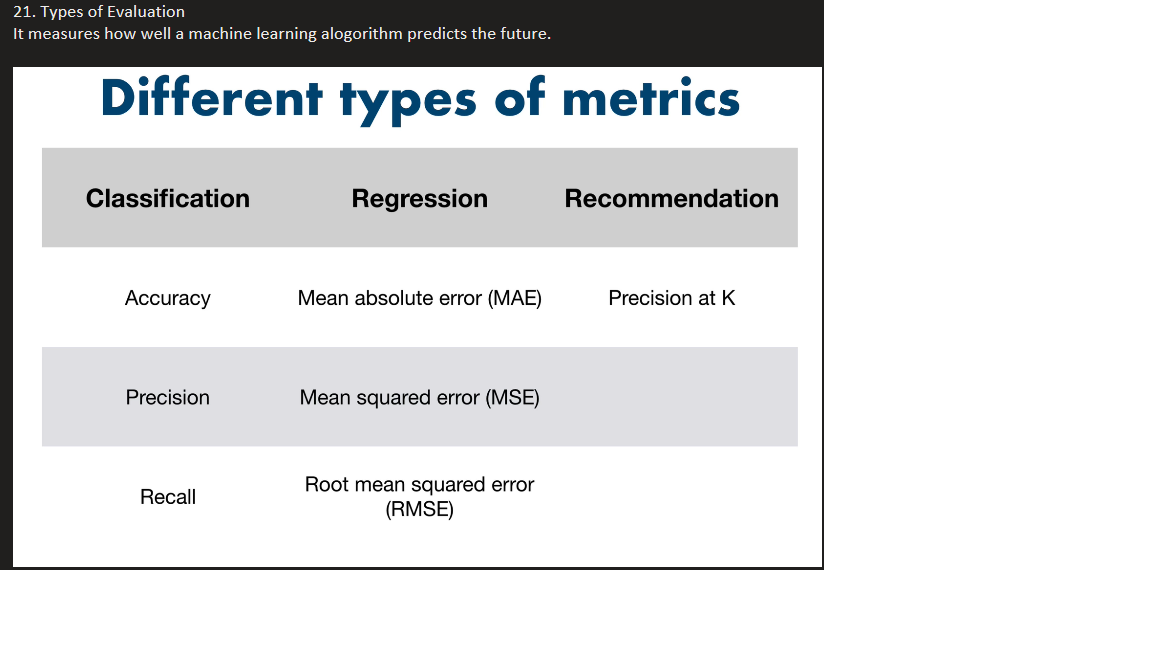 21. Types of Evaluation
It measures how well a machine learning alogorithm predicts the future.
Different types of metrics
Classification Regression Recommendation
Accuracy Mean absolute error (MAE) Precision at K
Precision Mean squared error (MSE)
Recall Root mean squared error
(RMSE)